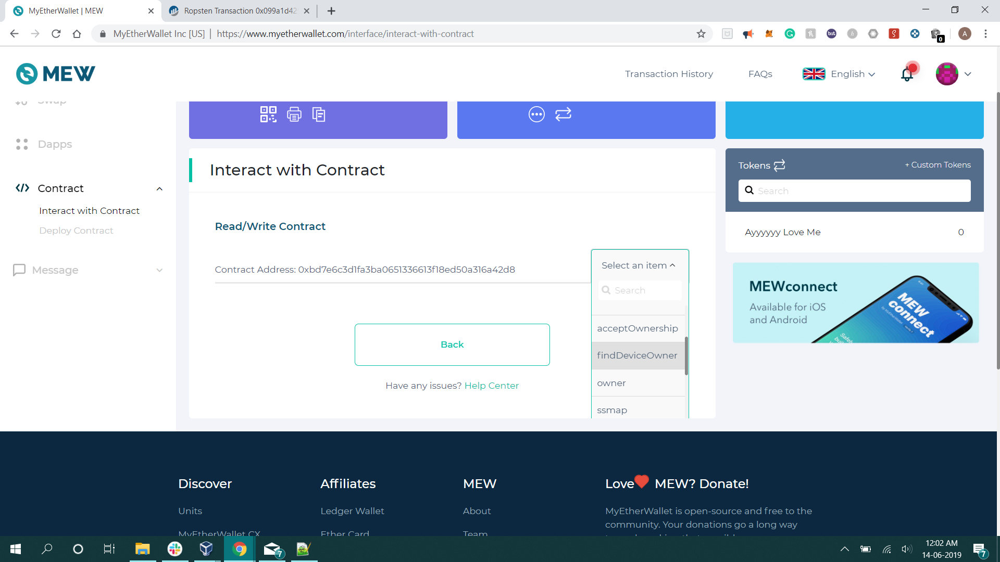 MyEtherWallet | MEW
Ropsten Transaction 0x099a1d42
MyEtherWallet Inc [US] | https://www.myetherwallet.com/interface/interact-with-contract
bit
h
A
0
MEW
Transaction History
FAQs
English
Swap
Dapps
Contract
Interact with Contract
Deploy Contract
Message
Interact with Contract
Read/Write Contract
Contract Address: 0xbd7e6c3d1fa3ba0651336613f18ed50a316a42d8
Select an item
Search
acceptOwnership
findDeviceOwner
owner
ssmap
Back
Have any issues? Help Center
Tokens
+ Custom Tokens
Search
Ayyyyyy Love Me 0
MEWconnect
Available for iOS
and Android
MEW
connect
Discover
Units
MyEtherWallet CX
Affiliates
Ledger Wallet
Ether Card
MEW
About
Team
Love MEW? Donate!
MyEtherWallet is open-source and free to the
community. Your donations go a long way
7
12:02 AM
14-06-2019
7